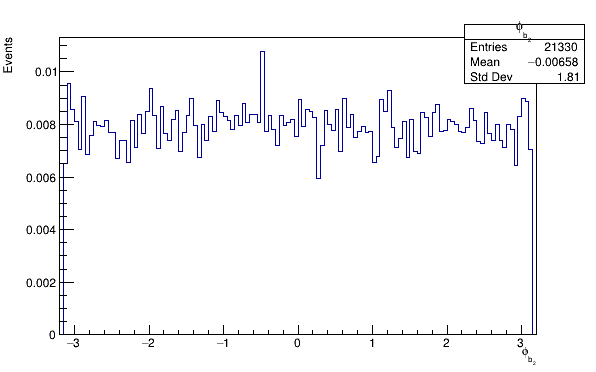 ϕ_b₂
Entries 21330
Mean −0.00658
Std Dev 1.81
Events
0.01
0.008
0.006
0.004
0.002
0
−3 −2 −1 0 1 2 3
ϕ_b₂